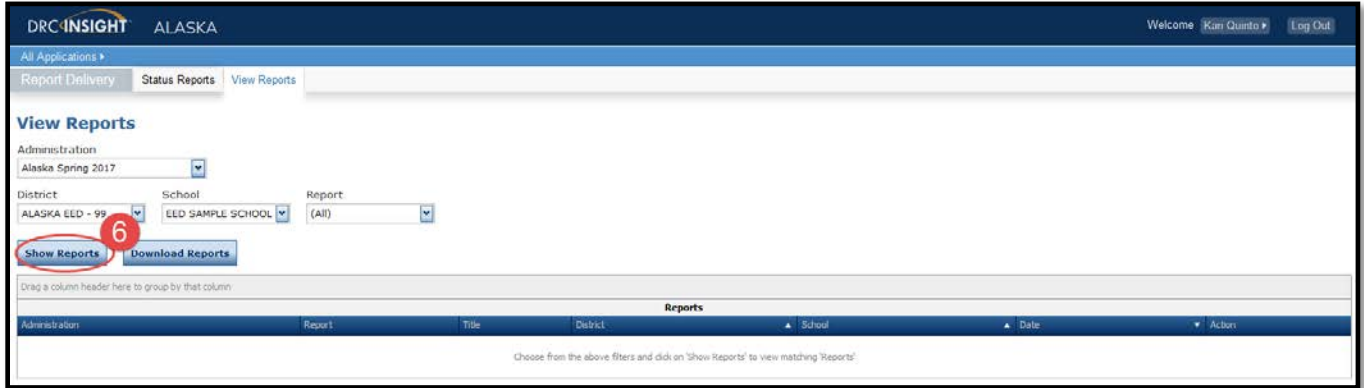 DRC INSIGHT ALASKA Welcome Kari Quinto Log Out
All Applications
Report Delivery Status Reports View Reports
View Reports
Administration
Alaska Spring 2017
District School Report
ALASKA EED - 99 EED SAMPLE SCHOOL (All)
6
Show Reports Download Reports
Drag a column header here to group by that column
Reports
Administration Report Title District School Date Action
Choose from the above filters and click on 'Show Reports' to view matching 'Reports'